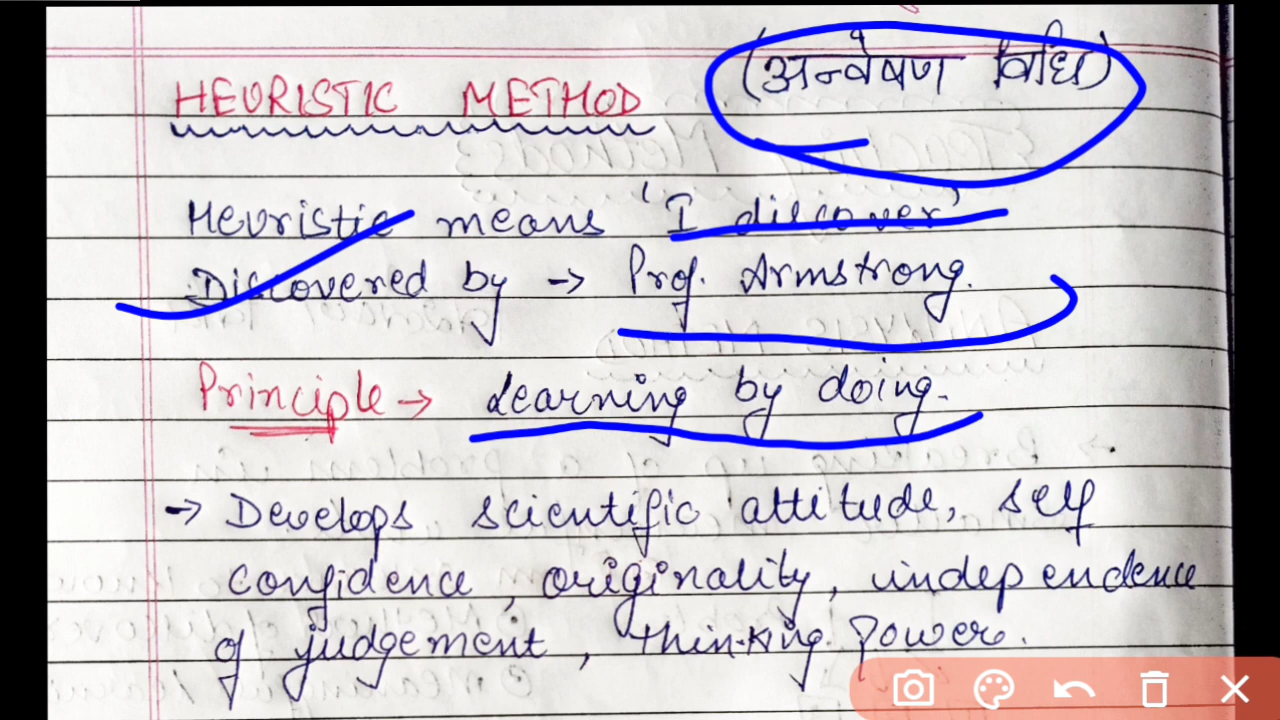 HEURISTIC METHOD (अन्वेषण विधि)
Heuristic means 'I discover'
Discovered by -> Prof. Armstrong.
Principle -> Learning by doing.
-> Develops scientific attitude, self
confidence, originality, independence
of judgement, thinking Power.